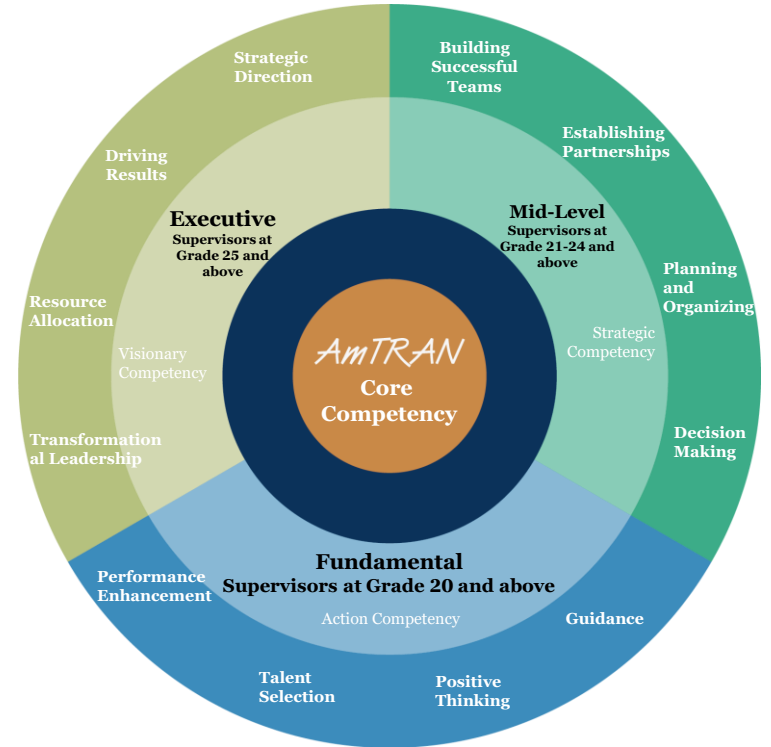 Strategic
Direction
Building
Successful
Teams
Establishing
Partnerships
Driving
Results
Executive
Supervisors at
Grade 25 and
above
Mid-Level
Supervisors at
Grade 21-24 and
above
Planning
and
Organizing
Resource
Allocation
Visionary
Competency
Strategic
Competency
AmTRAN
Core
Competency
Transformation
al Leadership
Decision
Making
Fundamental
Supervisors at Grade 20 and above
Action Competency
Performance
Enhancement
Guidance
Talent
Selection
Positive
Thinking